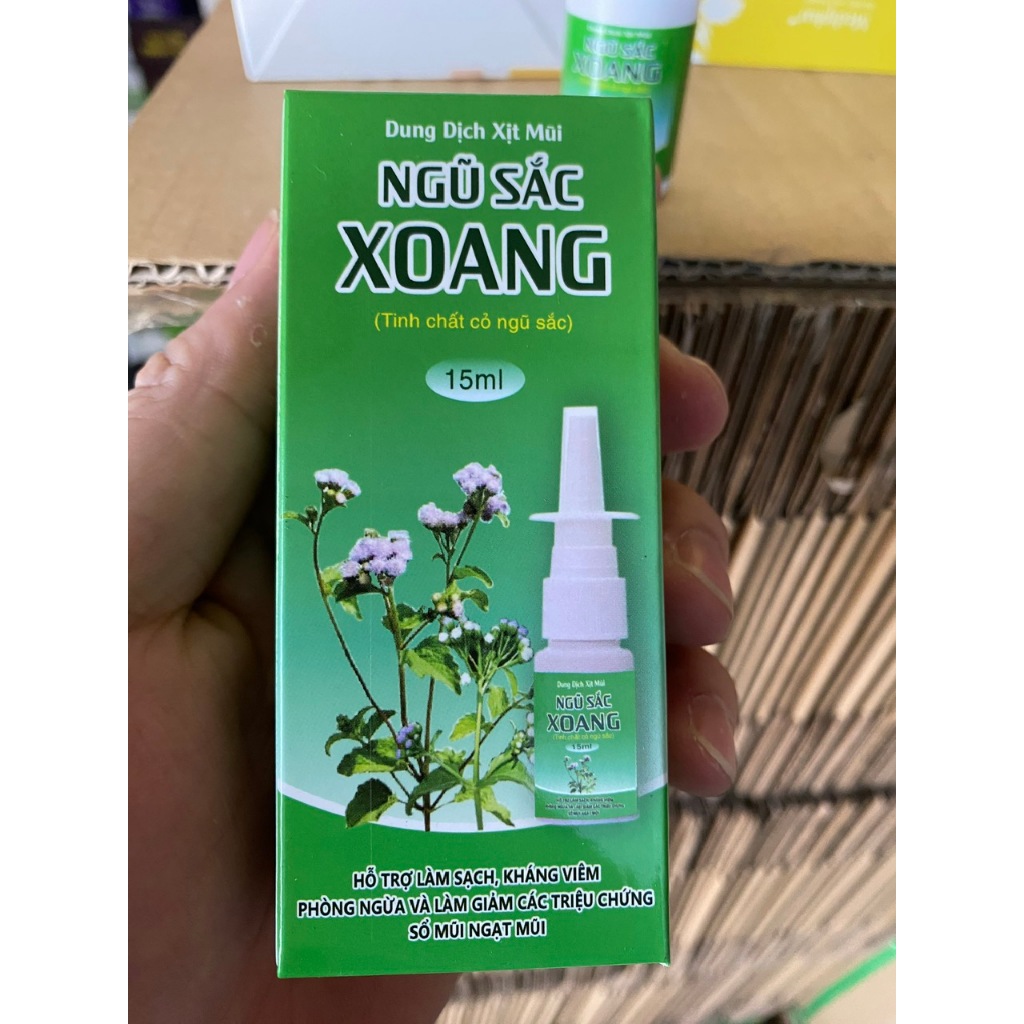 NGŨ SẮC
XOANG
Dung Dịch Xịt Mũi
NGŨ SẮC
XOANG
(Tinh chất cỏ ngũ sắc)
15ml
Dung Dịch Xịt Mũi
NGŨ SẮC
XOANG
(Tinh chất cỏ ngũ sắc)
15ml
HỖ TRỢ LÀM SẠCH, KHÁNG VIÊM
PHÒNG NGỪA VÀ LÀM GIẢM CÁC TRIỆU CHỨNG
SỔ MŨI NGẠT MŨI